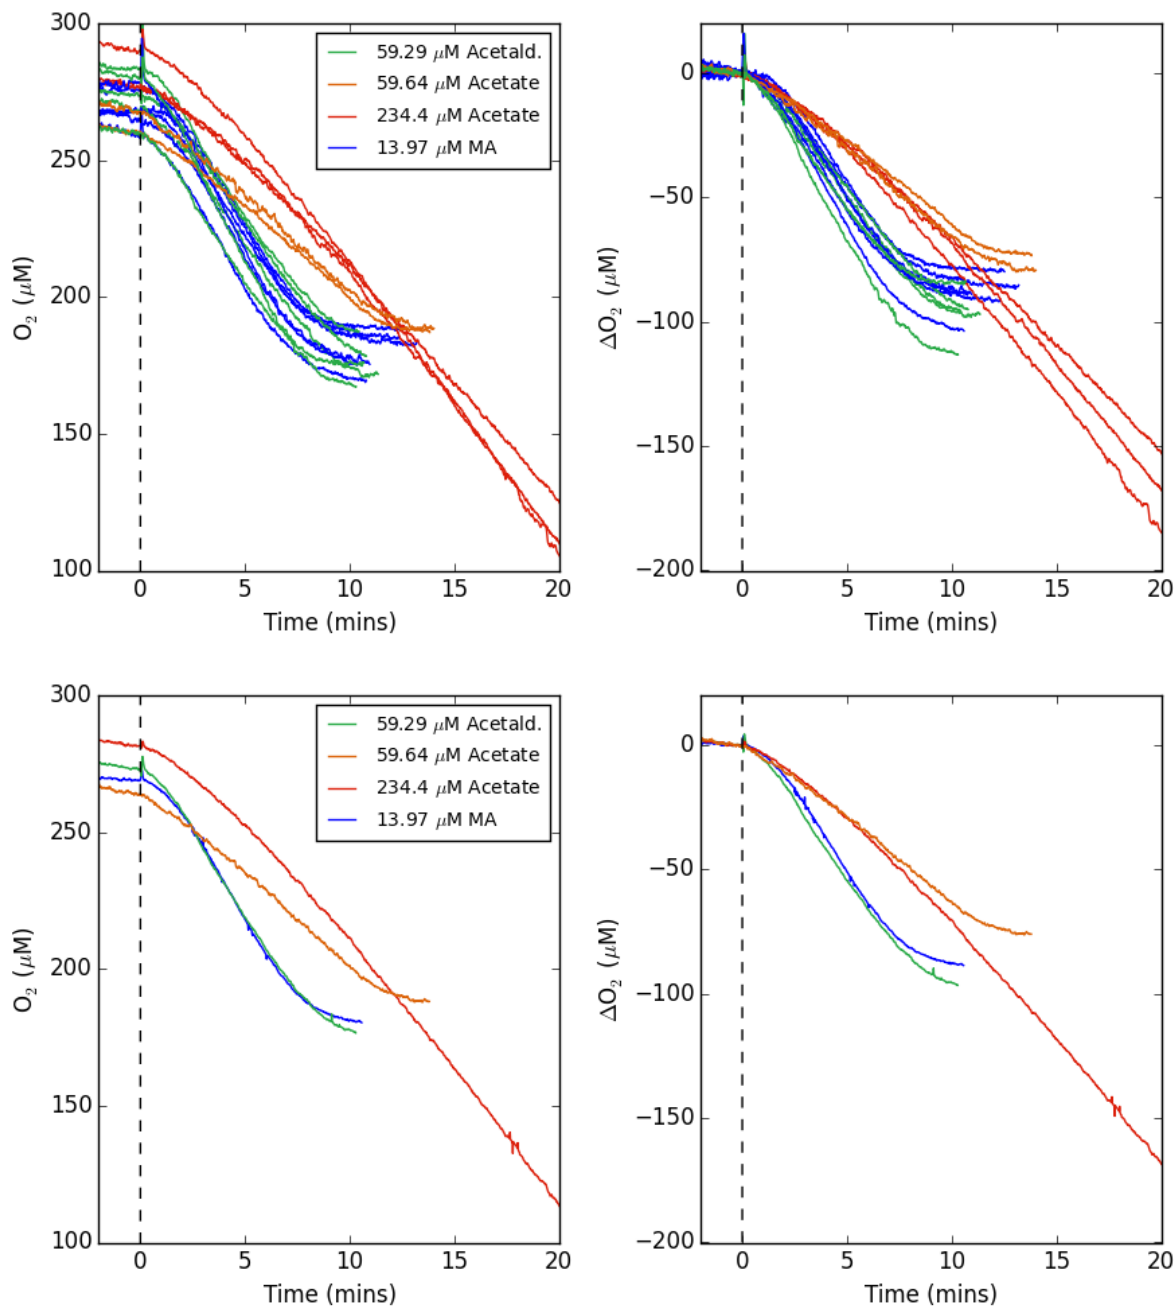 300
250
200
150
100
O₂ (μM)
0 5 10 15 20
Time (mins)
59.29 μM Acetald.
59.64 μM Acetate
234.4 μM Acetate
13.97 μM MA
0
−50
−100
−150
−200
ΔO₂ (μM)
0 5 10 15 20
Time (mins)
300
250
200
150
100
O₂ (μM)
0 5 10 15 20
Time (mins)
59.29 μM Acetald.
59.64 μM Acetate
234.4 μM Acetate
13.97 μM MA
0
−50
−100
−150
−200
ΔO₂ (μM)
0 5 10 15 20
Time (mins)